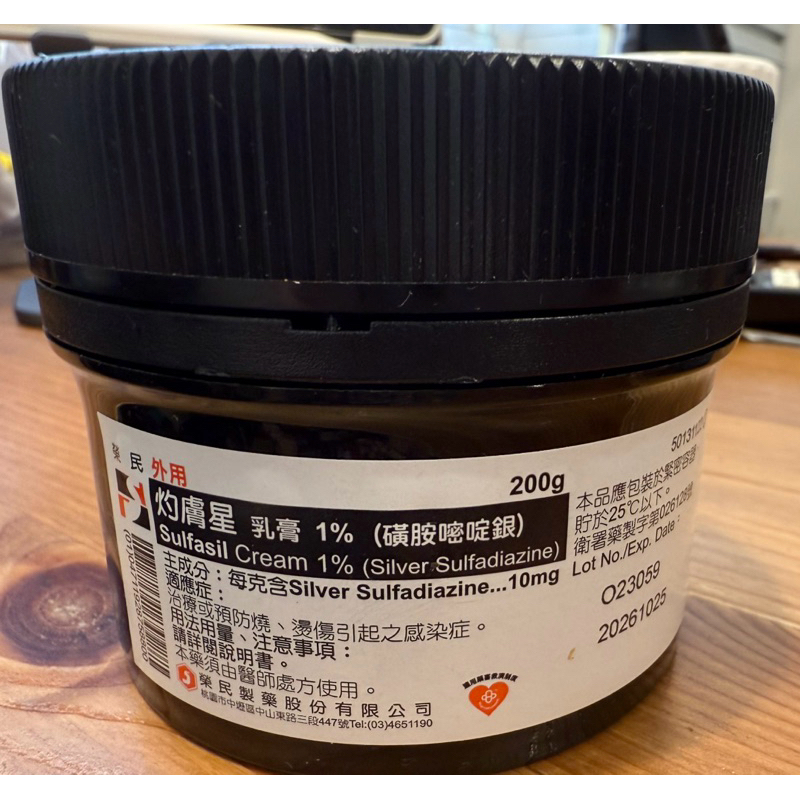 榮民
外用
200g
灼膚星 乳膏 1% (磺胺嘧啶銀)
Sulfasil Cream 1% (Silver Sulfadiazine)
主成分：每克含Silver Sulfadiazine...10mg
適應症：
治療或預防燒、燙傷引起之感染症。
用法用量、注意事項：
請詳閱說明書。
本藥須由醫師處方使用。
榮民製藥股份有限公司
桃園市中壢區中山東路三段447號Tel:(03)4651190
本品應包裝於緊密容器
貯於25℃以下。
衛署藥製字第026128號
Lot No./Exp. Date：
O23059
20261025